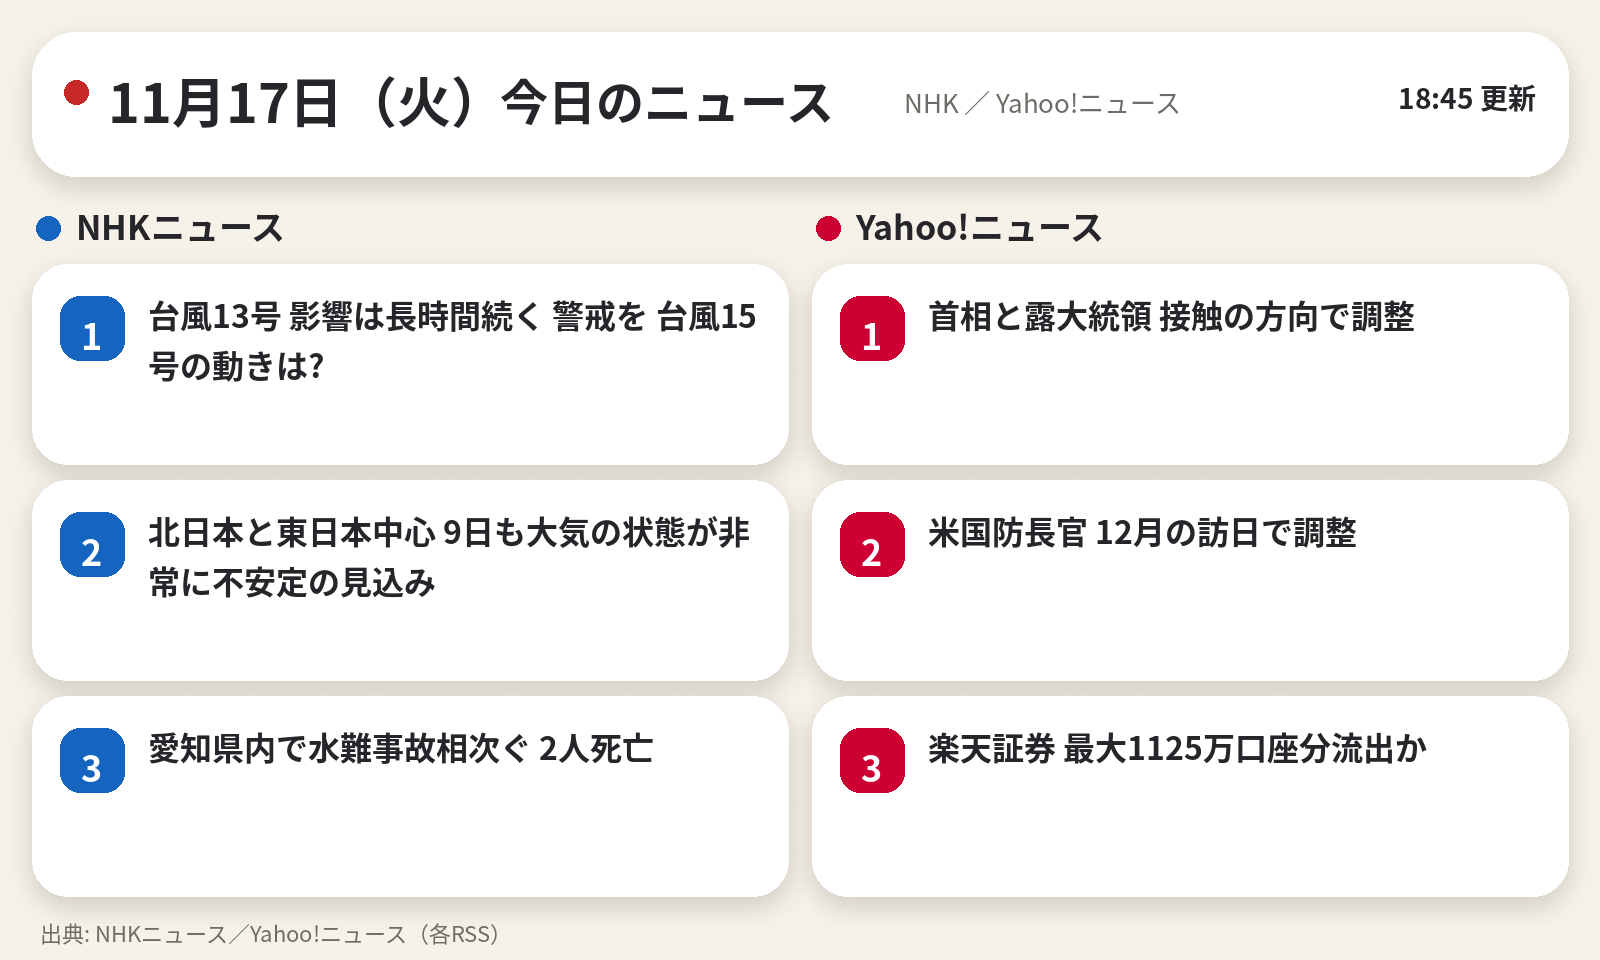 11月17日（火）今日のニュース
NHK ／ Yahoo!ニュース
18:45 更新
NHKニュース
1
台風13号 影響は長時間続く 警戒を 台風15
号の動きは?
2
北日本と東日本中心 9日も大気の状態が非
常に不安定の見込み
3
愛知県内で水難事故相次ぐ 2人死亡
Yahoo!ニュース
1
首相と露大統領 接触の方向で調整
2
米国防長官 12月の訪日で調整
3
楽天証券 最大1125万口座分流出か
出典: NHKニュース／Yahoo!ニュース（各RSS）